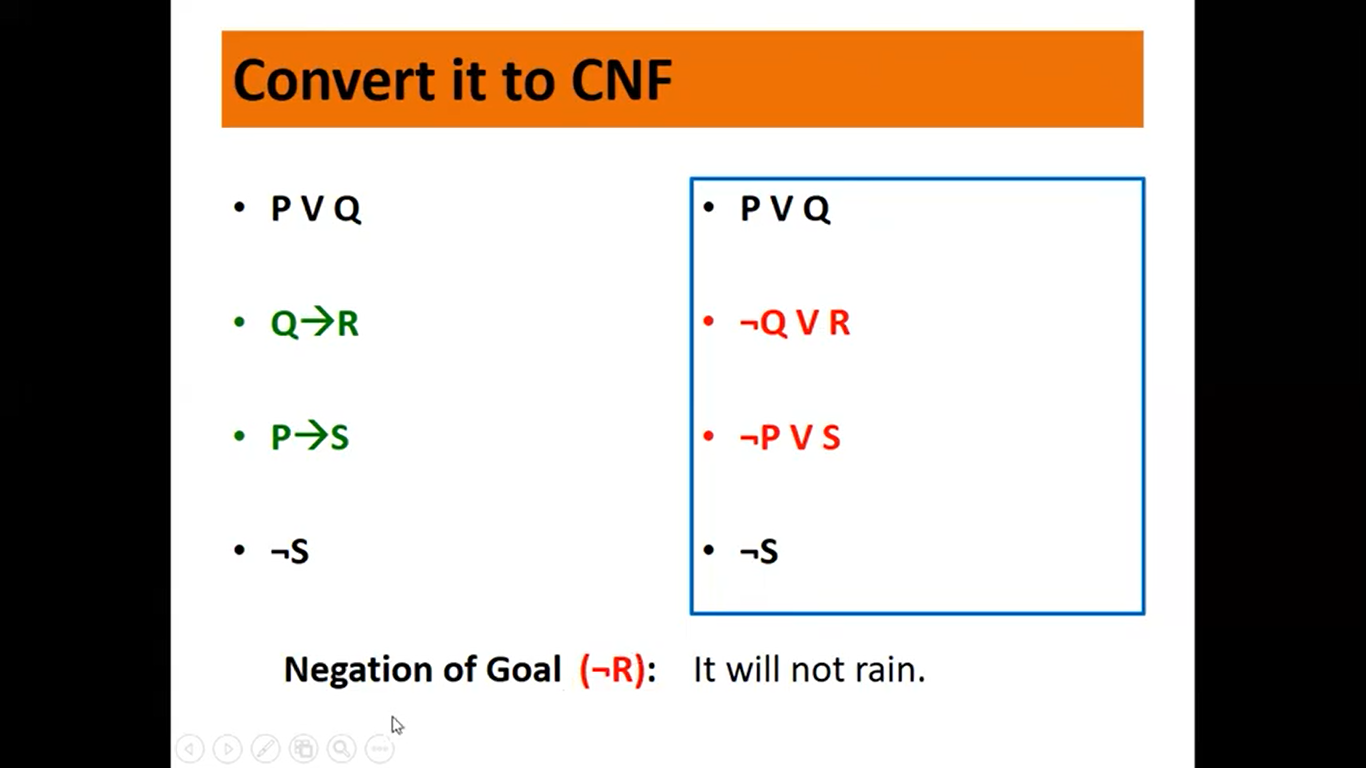 Convert it to CNF
• P V Q
• Q→R
• P→S
• ¬S
• P V Q
• ¬Q V R
• ¬P V S
• ¬S
Negation of Goal (¬R): It will not rain.